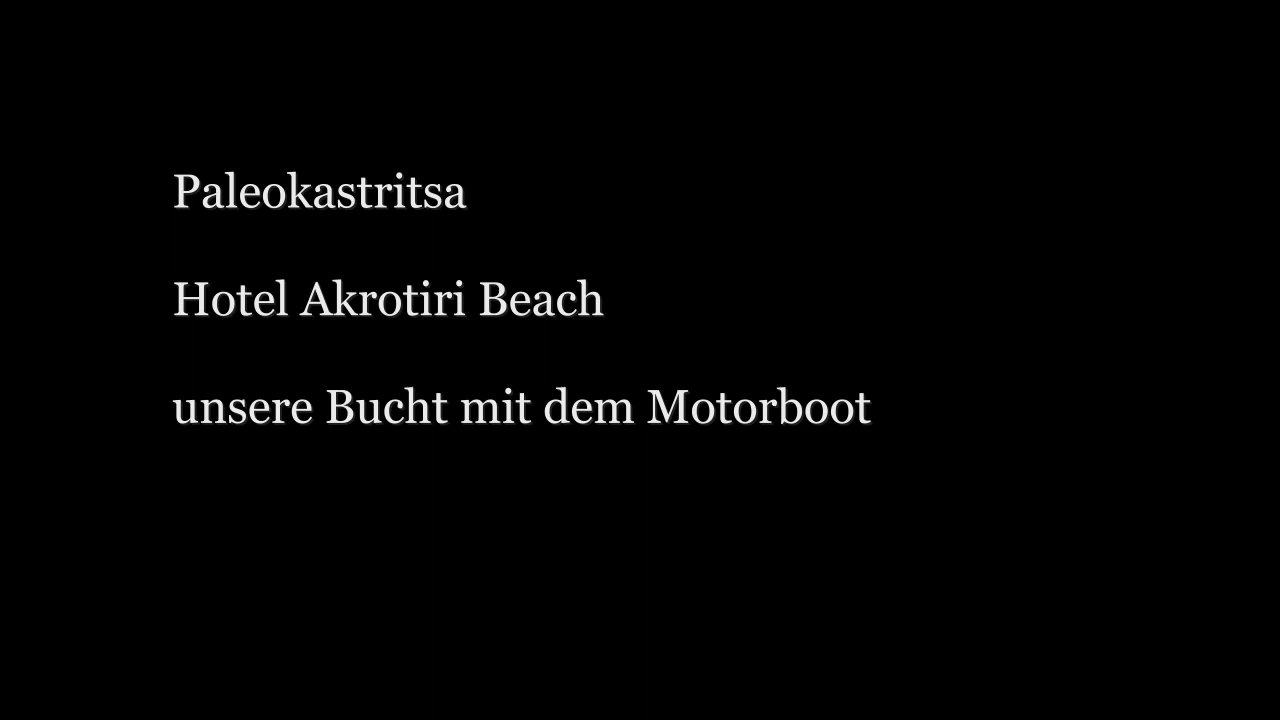 Paleokastritsa
Hotel Akrotiri Beach
unsere Bucht mit dem Motorboot